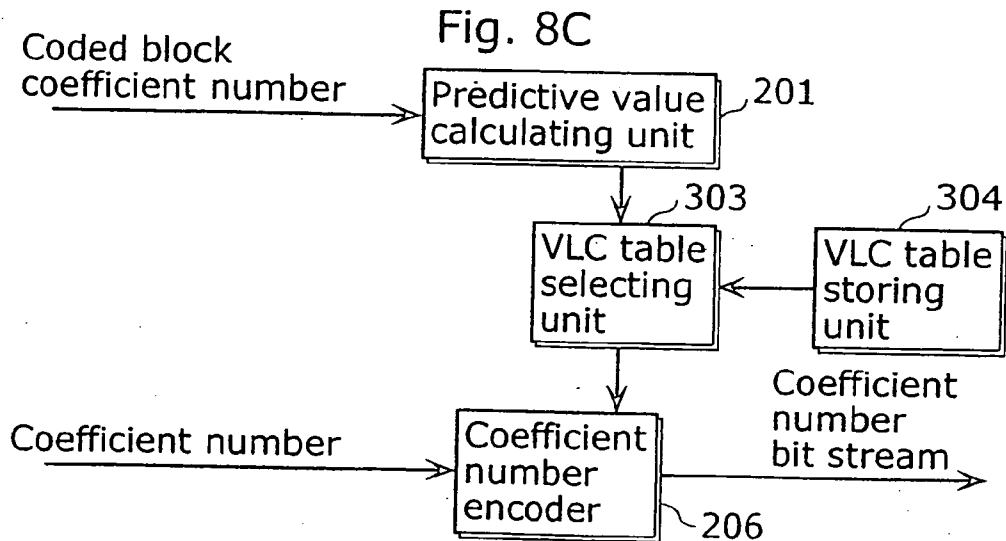 Fig. 8C
Coded block
coefficient number
Predictive value
calculating unit
201
303
304
VLC table
selecting
unit
VLC table
storing
unit
Coefficient number
Coefficient
number
encoder
Coefficient
number
bit stream
206